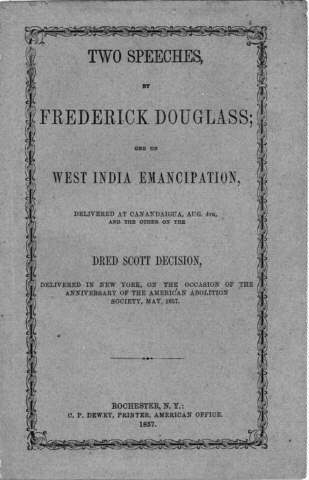 TWO SPEECHES,
BY
FREDERICK DOUGLASS;
ONE ON
WEST INDIA EMANCIPATION,
DELIVERED AT CANANDAIGUA, AUG. 4TH,
AND THE OTHER ON THE
DRED SCOTT DECISION,
DELIVERED IN NEW YORK, ON THE OCCASION OF THE
ANNIVERSARY OF THE AMERICAN ABOLITION
SOCIETY, MAY, 1857.
ROCHESTER, N. Y.:
C. P. DEWEY, PRINTER, AMERICAN OFFICE.
1857.